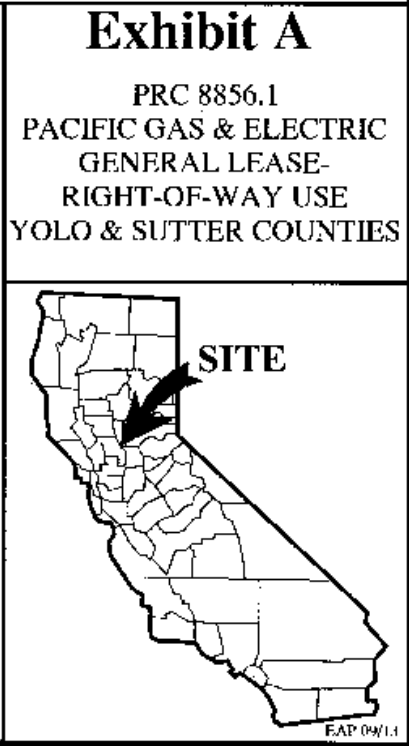 Exhibit A
PRC 8856.1
PACIFIC GAS & ELECTRIC
GENERAL LEASE-
RIGHT-OF-WAY USE
YOLO & SUTTER COUNTIES
SITE
EAP 09/13